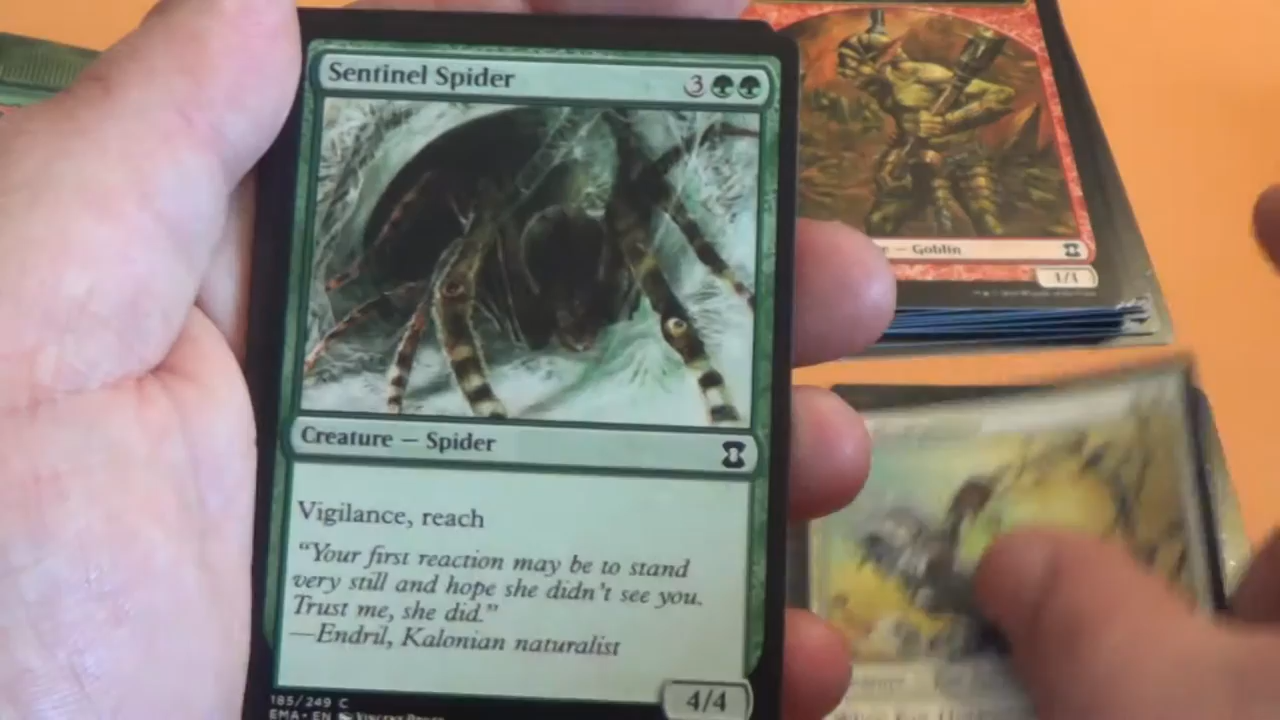 Sentinel Spider 3
Creature — Spider
Vigilance, reach
"Your first reaction may be to stand
very still and hope she didn't see you.
Trust me, she did."
—Endril, Kalonian naturalist
4/4
185/249 C
EMA • EN
— Goblin
1/1